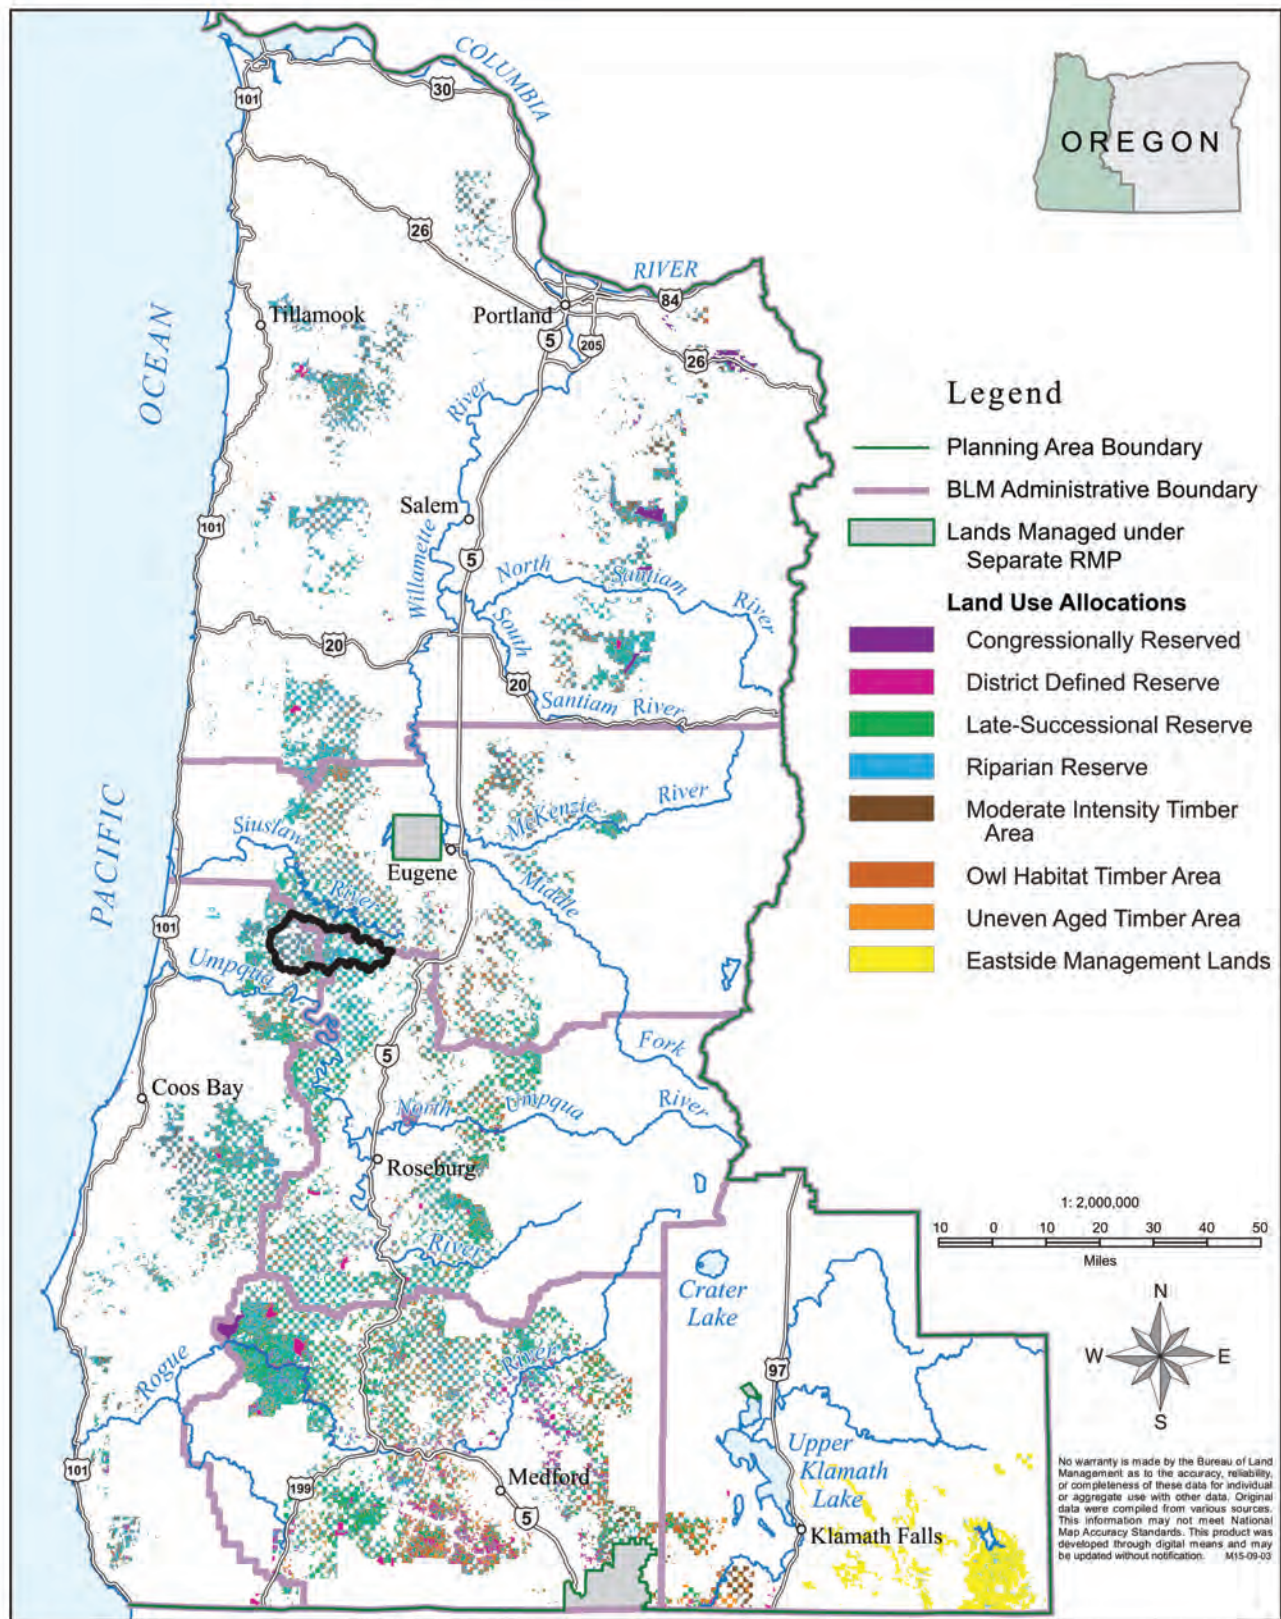 COLUMBIA
30
101
OREGON
26
RIVER
84
Tillamook
Portland
5
205
26
OCEAN
River
Legend
Planning Area Boundary
BLM Administrative Boundary
Lands Managed under
Separate RMP
Land Use Allocations
Congressionally Reserved
District Defined Reserve
Late-Successional Reserve
Riparian Reserve
Moderate Intensity Timber
Area
Owl Habitat Timber Area
Uneven Aged Timber Area
Eastside Management Lands
Salem
101
5
Willamette
North Santiam River
South
20
20
Santiam River
PACIFIC
McKenzie River
Siuslaw
River
Eugene
Middle
101
Umpqua
Fork
5
Coos Bay
North Umpqua River
Roseburg
1: 2,000,000
10 0 10 20 30 40 50
Miles
River
Crater
Lake
N
W E
S
Rogue
River
97
Upper
Klamath
Lake
101
199
Medford
5
Klamath Falls
No warranty is made by the Bureau of Land
Management as to the accuracy, reliability,
or completeness of these data for individual
or aggregate use with other data. Original
data were compiled from various sources.
This information may not meet National
Map Accuracy Standards. This product was
developed through digital means and may
be updated without notification. M15-09-03